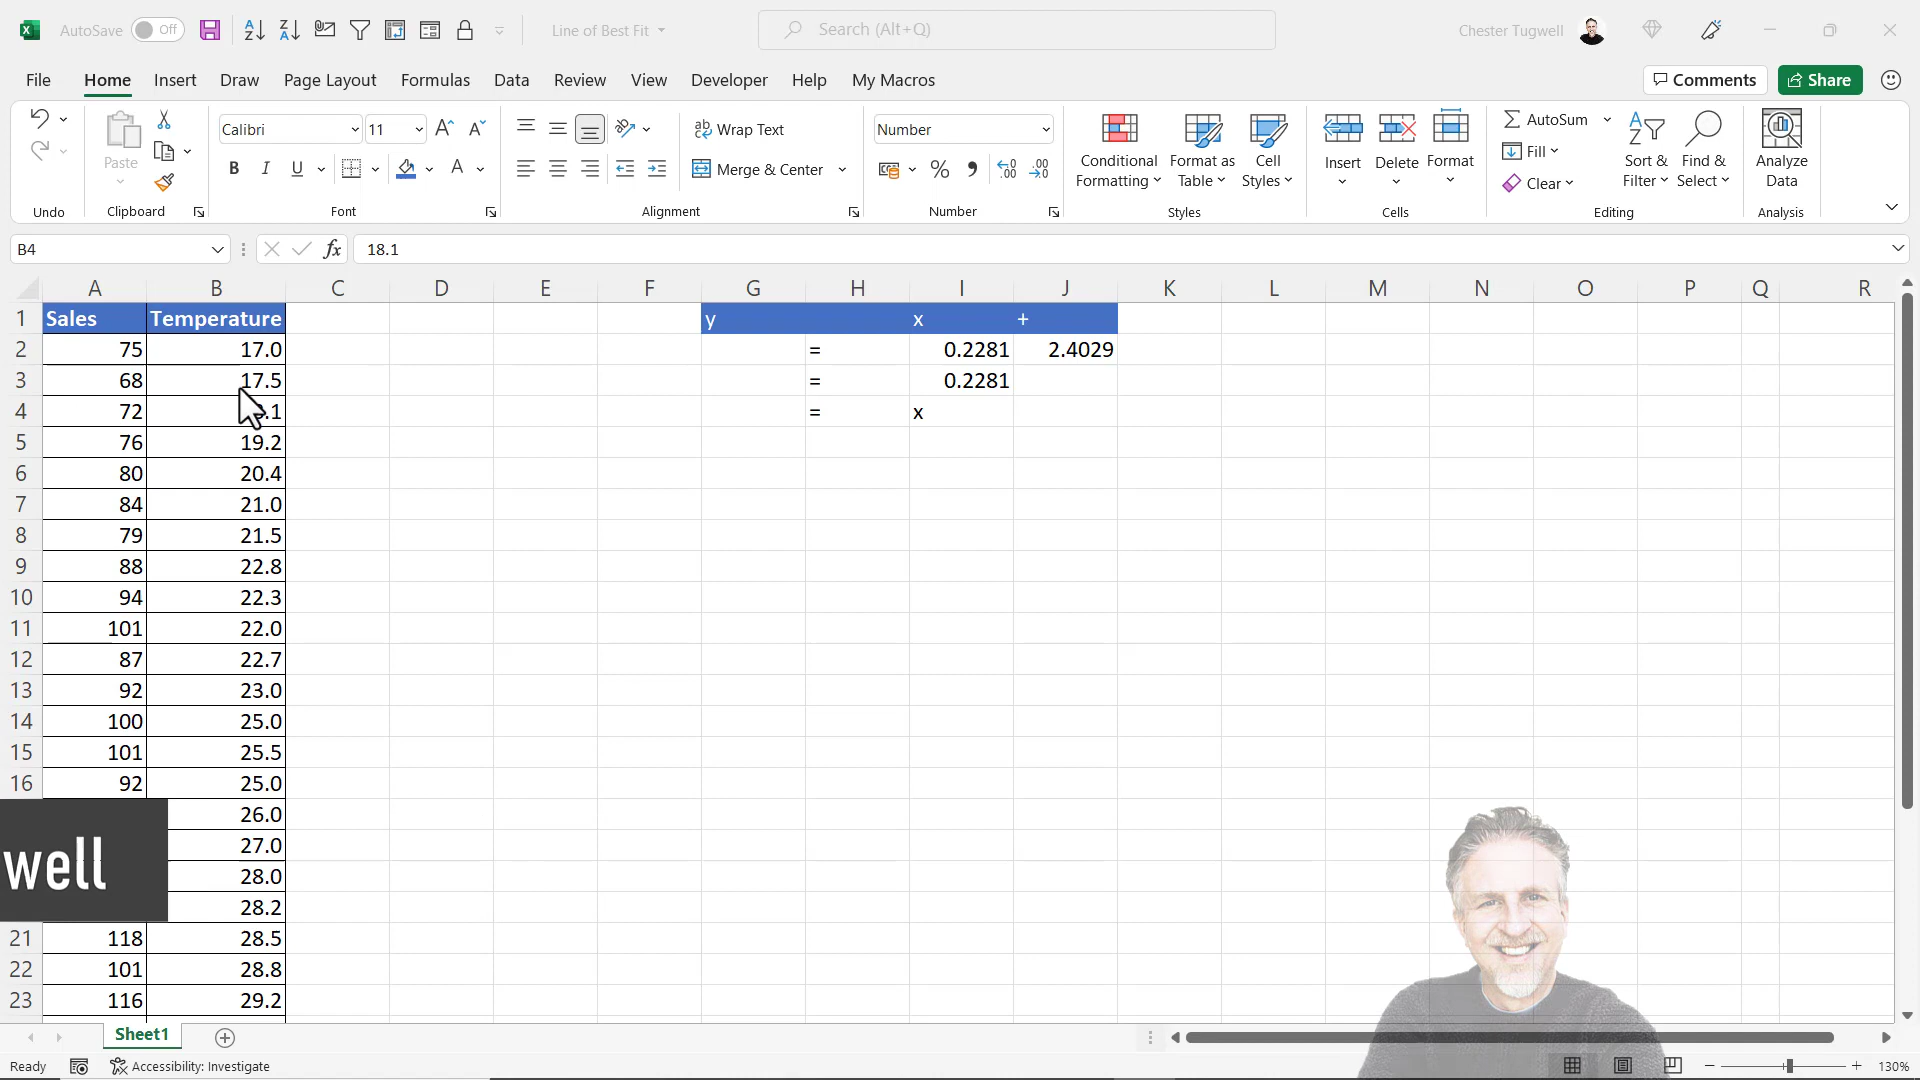 AutoSave Off
Line of Best Fit
Search (Alt+Q)
Chester Tugwell
File Home Insert Draw Page Layout Formulas Data Review View Developer Help My Macros
Comments Share
Paste
Undo Clipboard
Calibri 11
B I U A
Font
Wrap Text
Merge & Center
Alignment
Number
Number
Conditional Formatting
Format as Table
Cell Styles
Styles
Insert Delete Format
Cells
AutoSum
Fill
Clear
Sort & Filter
Find & Select
Editing
Analyze Data
Analysis
B4 fx 18.1
A B C D E F G H I J K L M N O P Q R
1 Sales Temperature y x +
2 75 17.0 = 0.2281 2.4029
3 68 17.5 = 0.2281
4 72 .1 = x
5 76 19.2
6 80 20.4
7 84 21.0
8 79 21.5
9 88 22.8
10 94 22.3
11 101 22.0
12 87 22.7
13 92 23.0
14 100 25.0
15 101 25.5
16 92 25.0
26.0
27.0
well
28.0
28.2
21 118 28.5
22 101 28.8
23 116 29.2
Sheet1
Ready Accessibility: Investigate 130%